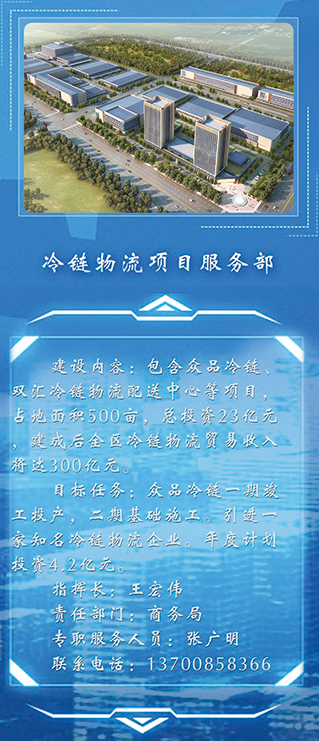 冷链物流项目服务部
建设内容：包含众品冷链、
双汇冷链物流配送中心等项目，
占地面积500亩，总投资23亿元
，建成后全区冷链物流贸易收入
将达300亿元。
目标任务：众品冷链一期竣
工投产，二期基础施工。引进一
家知名冷链物流企业。年度计划
投资4.2亿元。
指挥长：王宏伟
责任部门：商务局
专职服务人员：张广明
联系电话：13700858366